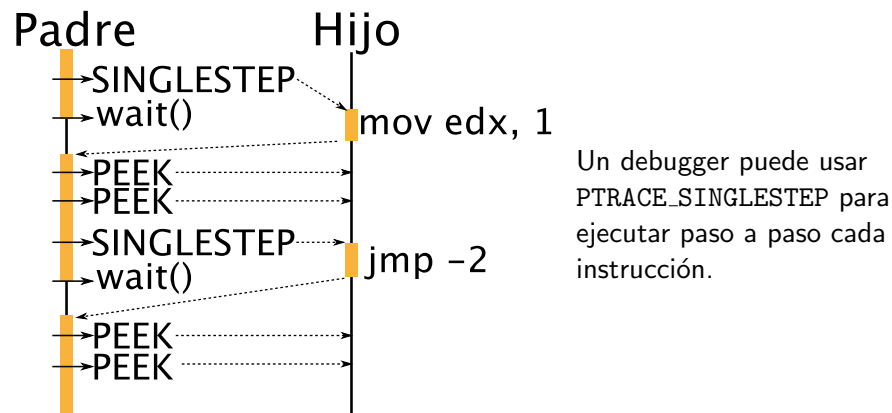 Padre
Hijo
SINGLESTEP
wait()
mov edx, 1
PEEK
PEEK
SINGLESTEP
jmp -2
wait()
PEEK
PEEK
Un debugger puede usar
PTRACE_SINGLESTEP para
ejecutar paso a paso cada
instrucción.